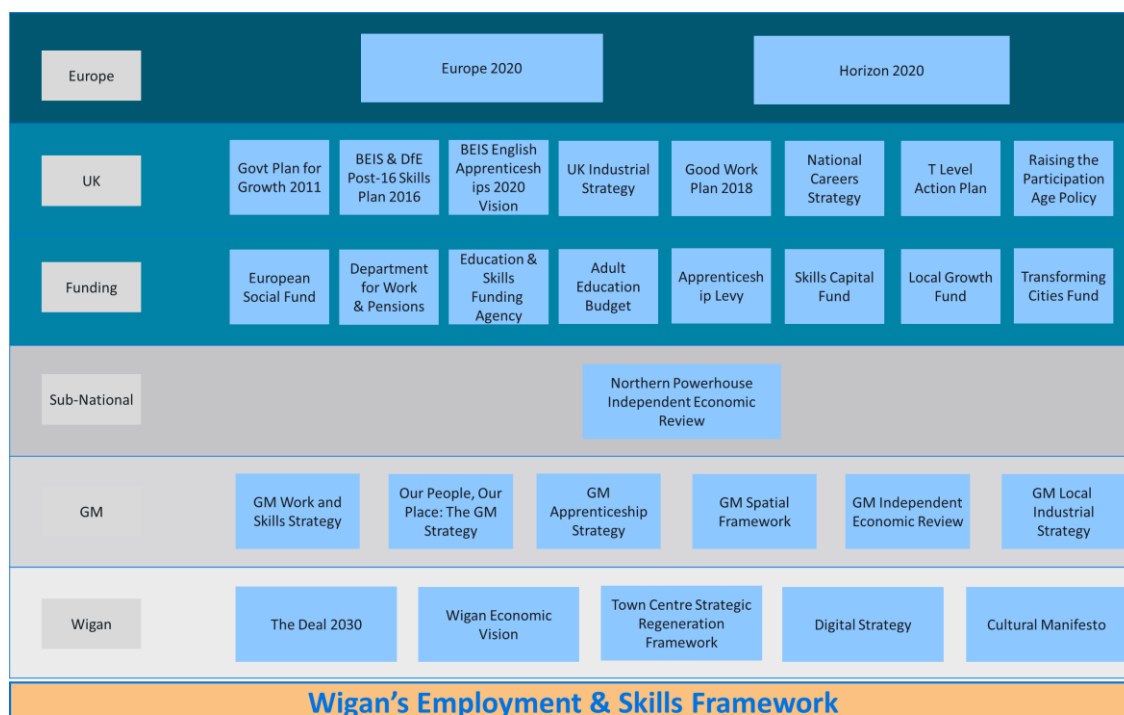 Europe
Europe 2020
Horizon 2020
UK
Govt Plan for
Growth 2011
BEIS & DfE
Post-16 Skills
Plan 2016
BEIS English
Apprenticesh
ips 2020
Vision
UK Industrial
Strategy
Good Work
Plan 2018
National
Careers
Strategy
T Level
Action Plan
Raising the
Participation
Age Policy
Funding
European
Social Fund
Department
for Work
& Pensions
Education &
Skills
Funding
Agency
Adult
Education
Budget
Apprenticesh
ip Levy
Skills Capital
Fund
Local Growth
Fund
Transforming
Cities Fund
Sub-National
Northern Powerhouse
Independent Economic
Review
GM
GM Work and
Skills Strategy
Our People, Our
Place: The GM
Strategy
GM
Apprenticeship
Strategy
GM Spatial
Framework
GM Independent
Economic Review
GM Local
Industrial
Strategy
Wigan
The Deal 2030
Wigan Economic
Vision
Town Centre Strategic
Regeneration
Framework
Digital Strategy
Cultural Manifesto
Wigan's Employment & Skills Framework